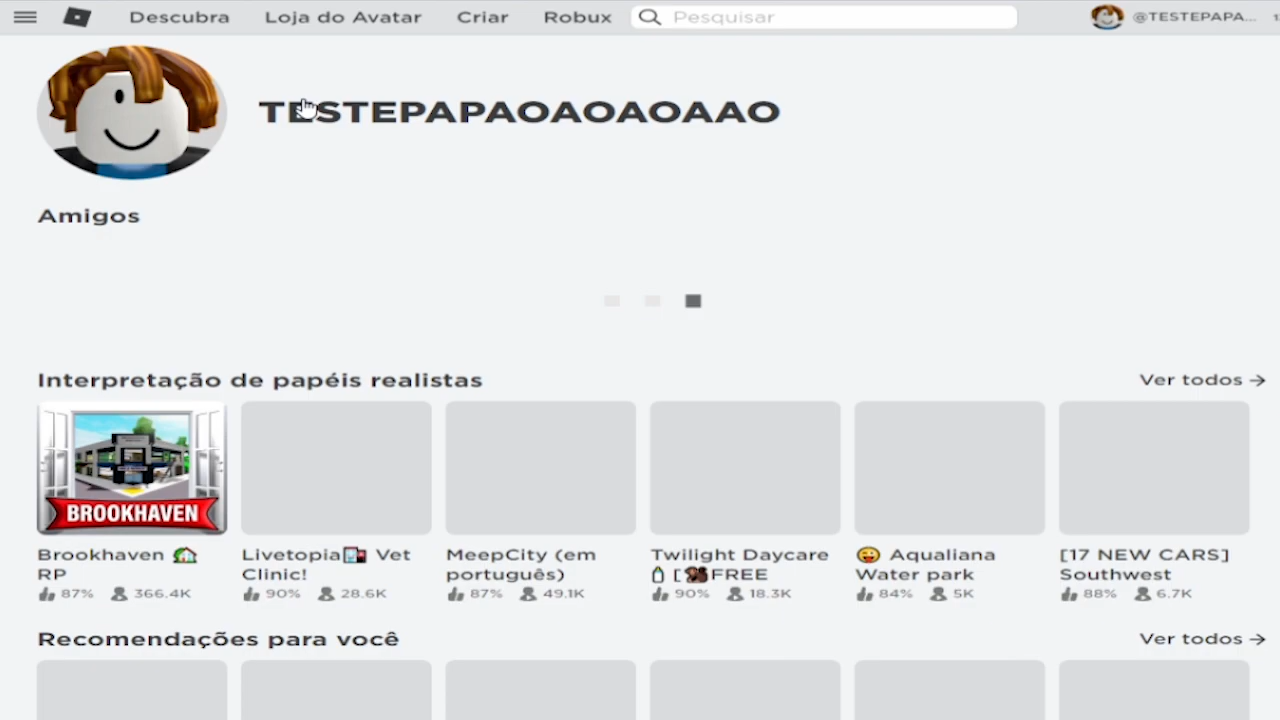 Descubra Loja do Avatar Criar Robux Pesquisar @TESTEPAPA...
TESTEPAPAOAOAOAAO
Amigos
Interpretação de papéis realistas Ver todos →
BROOKHAVEN
Brookhaven 🏡 RP
87% 366.4K
Livetopia🏥 Vet Clinic!
90% 28.6K
MeepCity (em português)
87% 49.1K
Twilight Daycare 🍼 [🐿️FREE
90% 18.3K
😜 Aqualiana Water park
84% 5K
[17 NEW CARS] Southwest
88% 6.7K
Recomendações para você Ver todos →